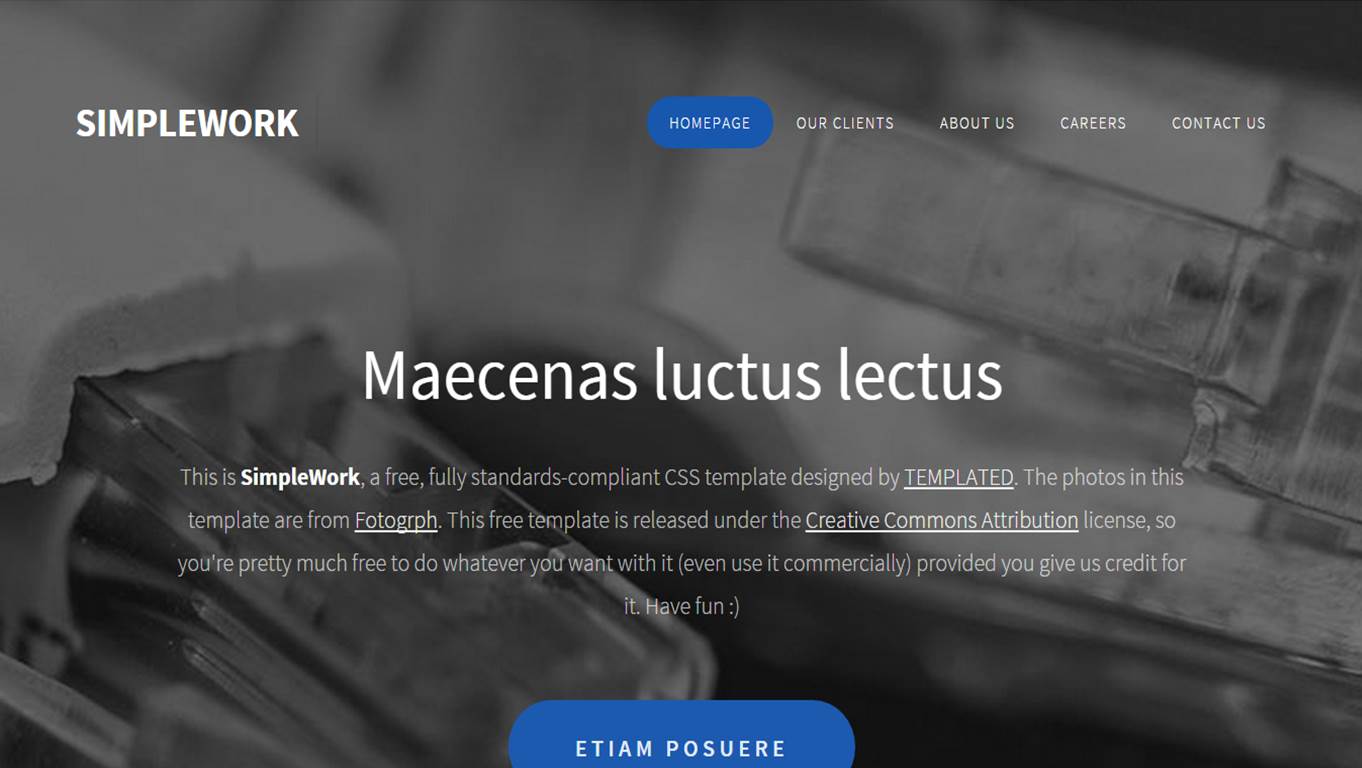 SIMPLEWORK
HOMEPAGE OUR CLIENTS ABOUT US CAREERS CONTACT US
Maecenas luctus lectus
This is SimpleWork, a free, fully standards-compliant CSS template designed by TEMPLATED. The photos in this
template are from Fotogrph. This free template is released under the Creative Commons Attribution license, so
you're pretty much free to do whatever you want with it (even use it commercially) provided you give us credit for
it. Have fun :)
ETIAM POSUERE